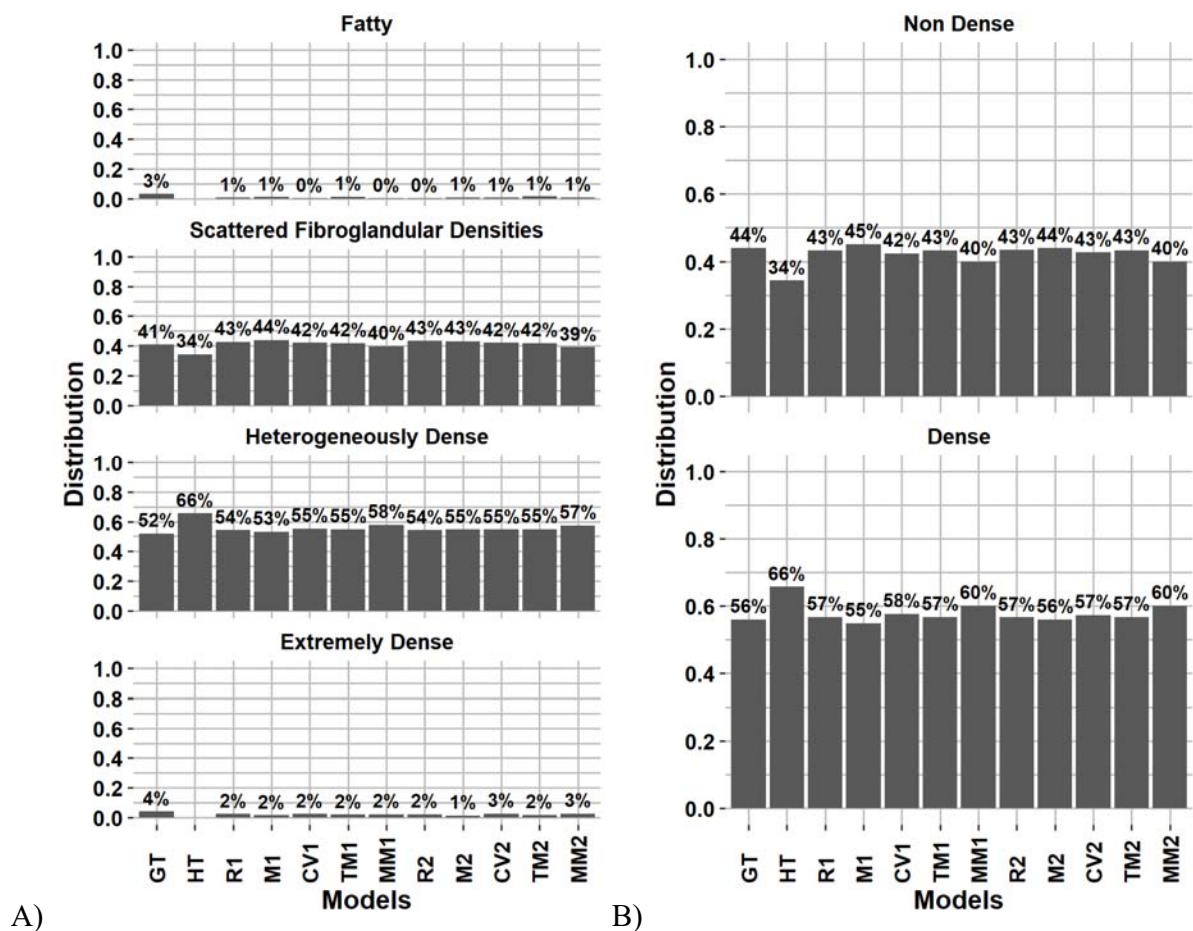 Fatty
1.0
0.8
0.6
0.4
0.2
0.0
3% 1% 1% 0% 1% 0% 0% 1% 1% 1% 1%
Scattered Fibroglandular Densities
1.0
0.8
0.6
0.4
0.2
0.0
41% 34% 43% 44% 42% 42% 40% 43% 43% 42% 42% 39%
Heterogeneously Dense
1.0
0.8
0.6
0.4
0.2
0.0
52% 66% 54% 53% 55% 55% 58% 54% 55% 55% 55% 57%
Extremely Dense
1.0
0.8
0.6
0.4
0.2
0.0
4% 2% 2% 2% 2% 2% 2% 1% 3% 2% 3%
Distribution
GT HT R1 M1 CV1 TM1 MM1 R2 M2 CV2 TM2 MM2
Models
A)
Non Dense
1.0
0.8
0.6
0.4
0.2
0.0
44% 34% 43% 45% 42% 43% 40% 43% 44% 43% 43% 40%
Dense
1.0
0.8
0.6
0.4
0.2
0.0
56% 66% 57% 55% 58% 57% 60% 57% 56% 57% 57% 60%
Distribution
GT HT R1 M1 CV1 TM1 MM1 R2 M2 CV2 TM2 MM2
Models
B)